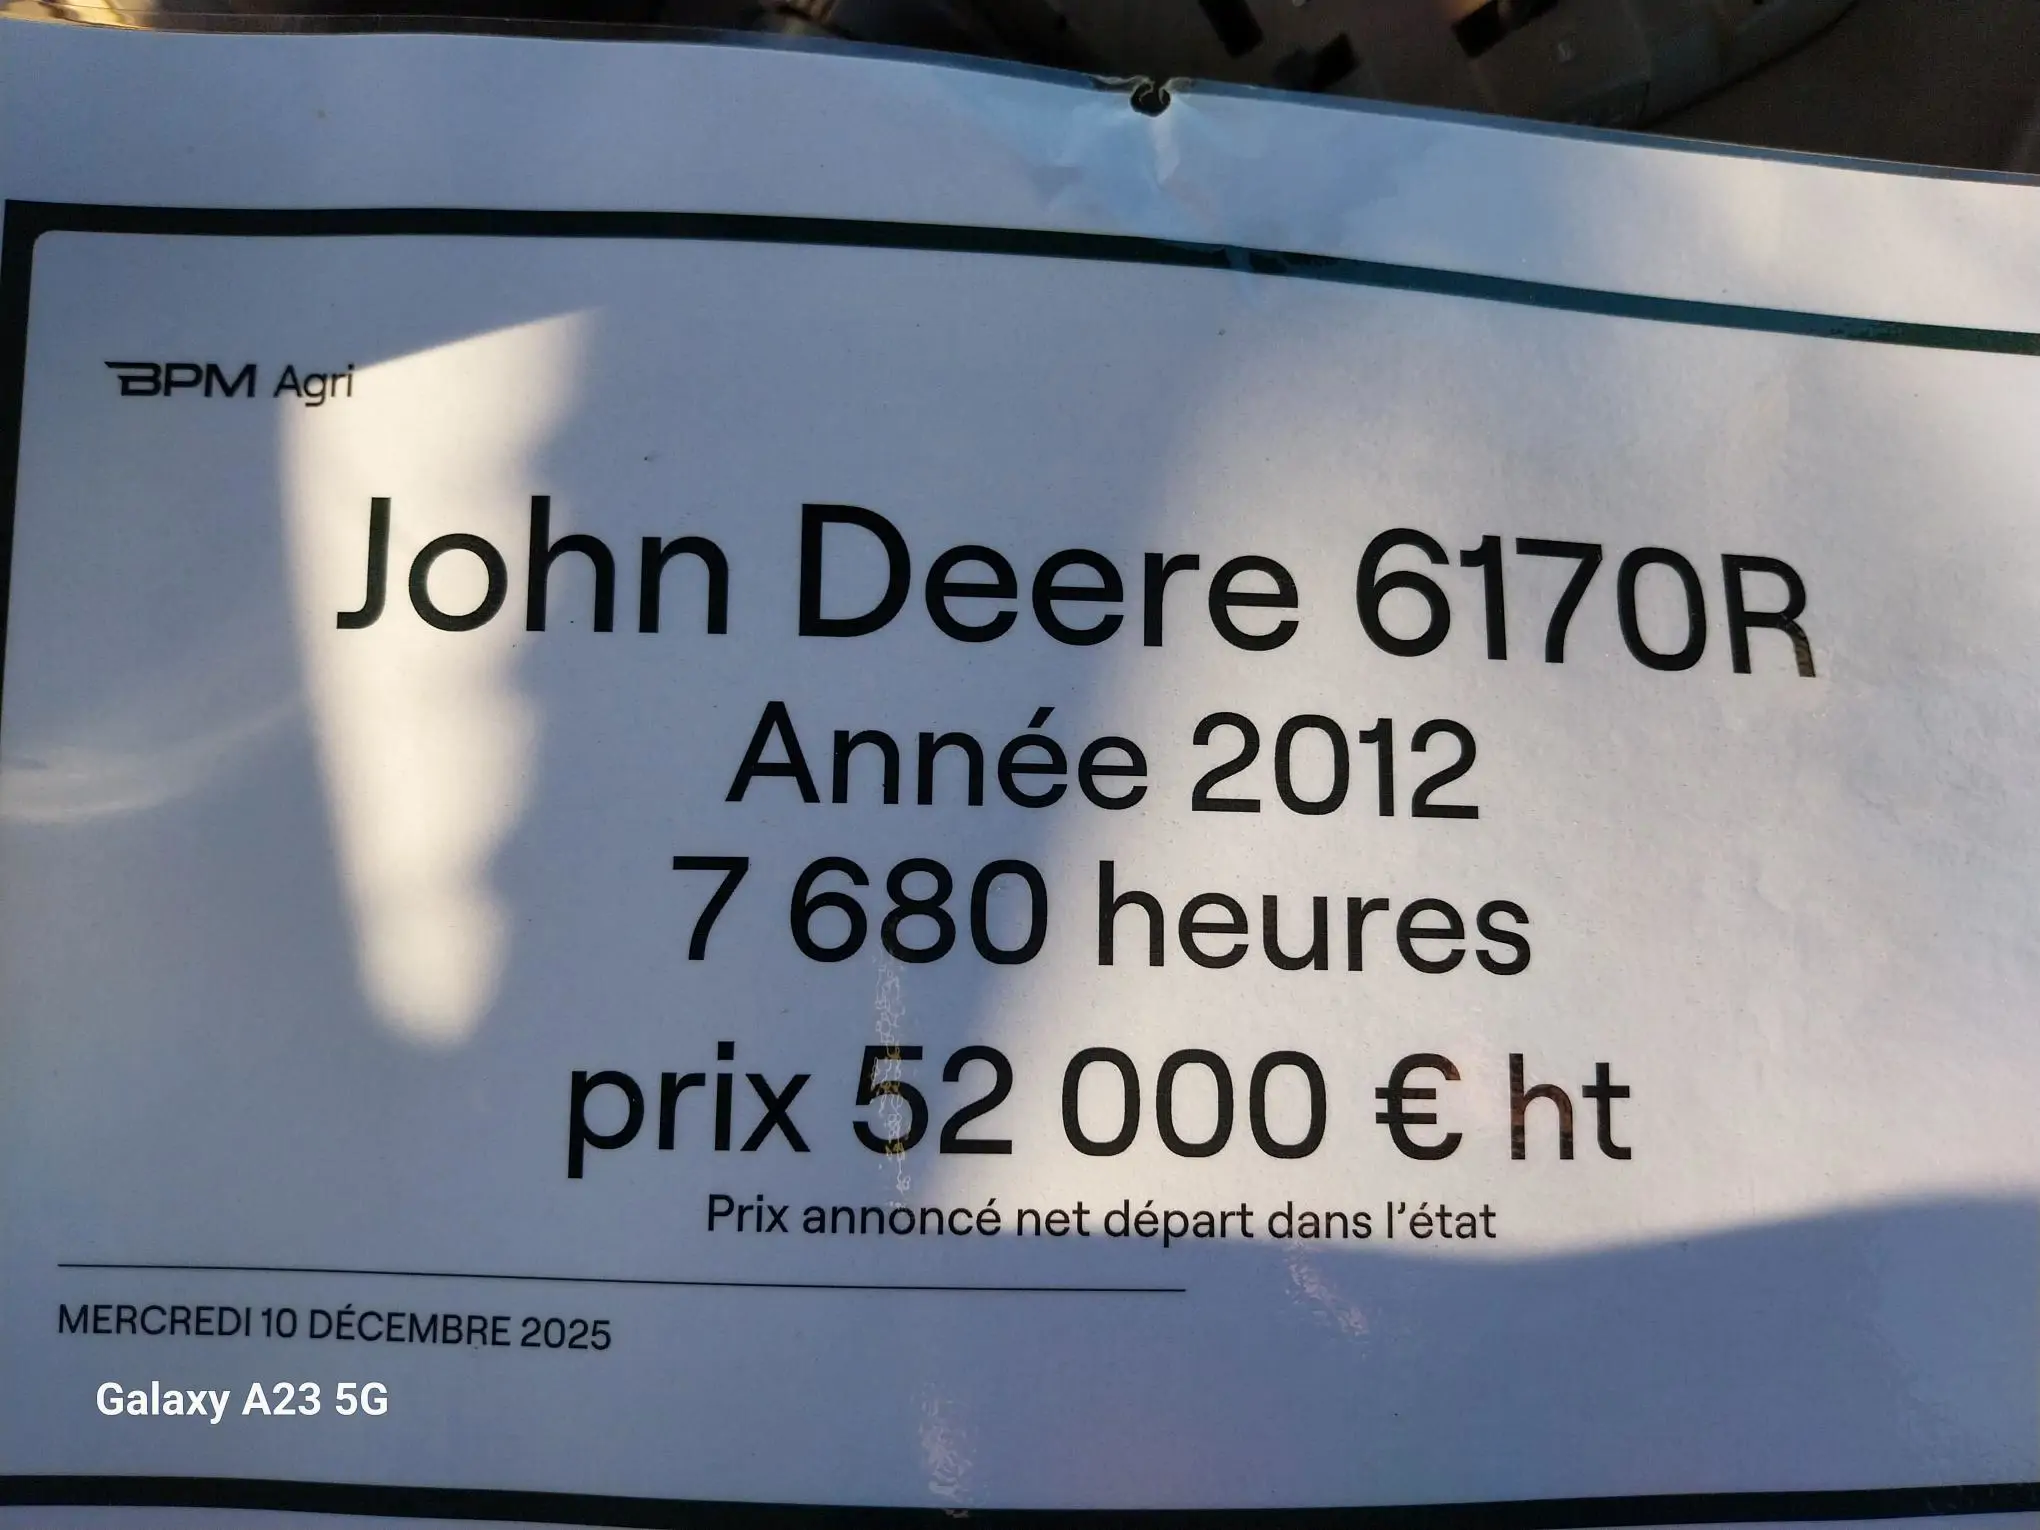 BPM Agri
John Deere 6170R
Année 2012
7 680 heures
prix 52 000 € ht
Prix annoncé net départ dans l'état
MERCREDI 10 DÉCEMBRE 2025
Galaxy A23 5G